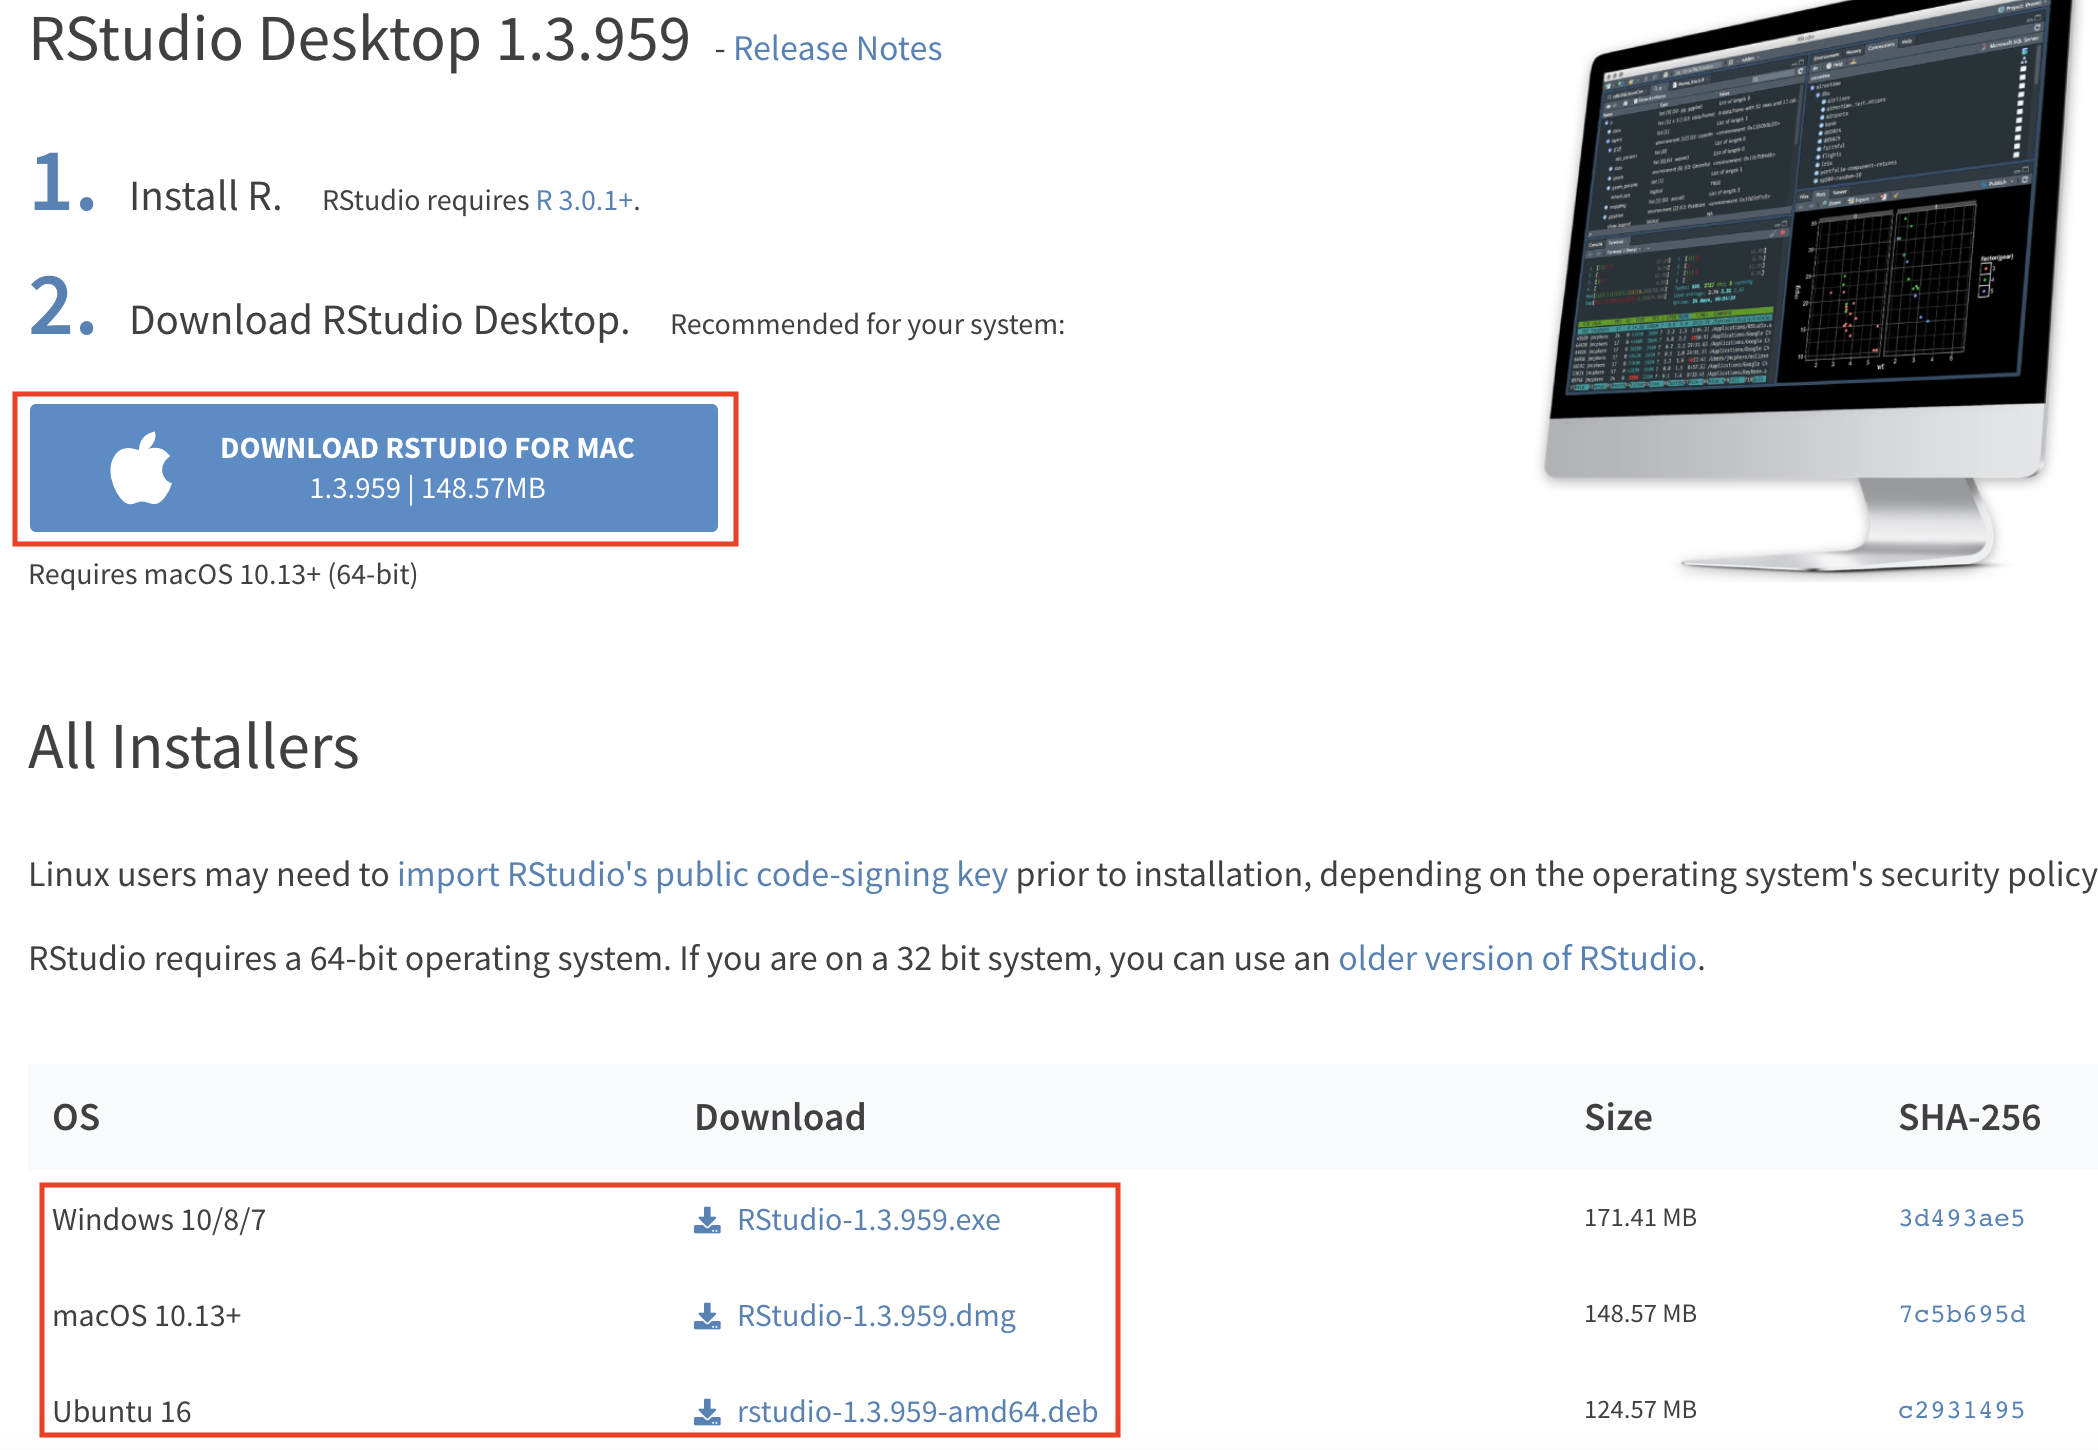 RStudio Desktop 1.3.959 - Release Notes
1. Install R. RStudio requires R 3.0.1+.
2. Download RStudio Desktop. Recommended for your system:
DOWNLOAD RSTUDIO FOR MAC
1.3.959 | 148.57MB
Requires macOS 10.13+ (64-bit)
All Installers
Linux users may need to import RStudio's public code-signing key prior to installation, depending on the operating system's security policy
RStudio requires a 64-bit operating system. If you are on a 32 bit system, you can use an older version of RStudio.
OS Download Size SHA-256
Windows 10/8/7 RStudio-1.3.959.exe 171.41 MB 3d493ae5
macOS 10.13+ RStudio-1.3.959.dmg 148.57 MB 7c5b695d
Ubuntu 16 rstudio-1.3.959-amd64.deb 124.57 MB c2931495